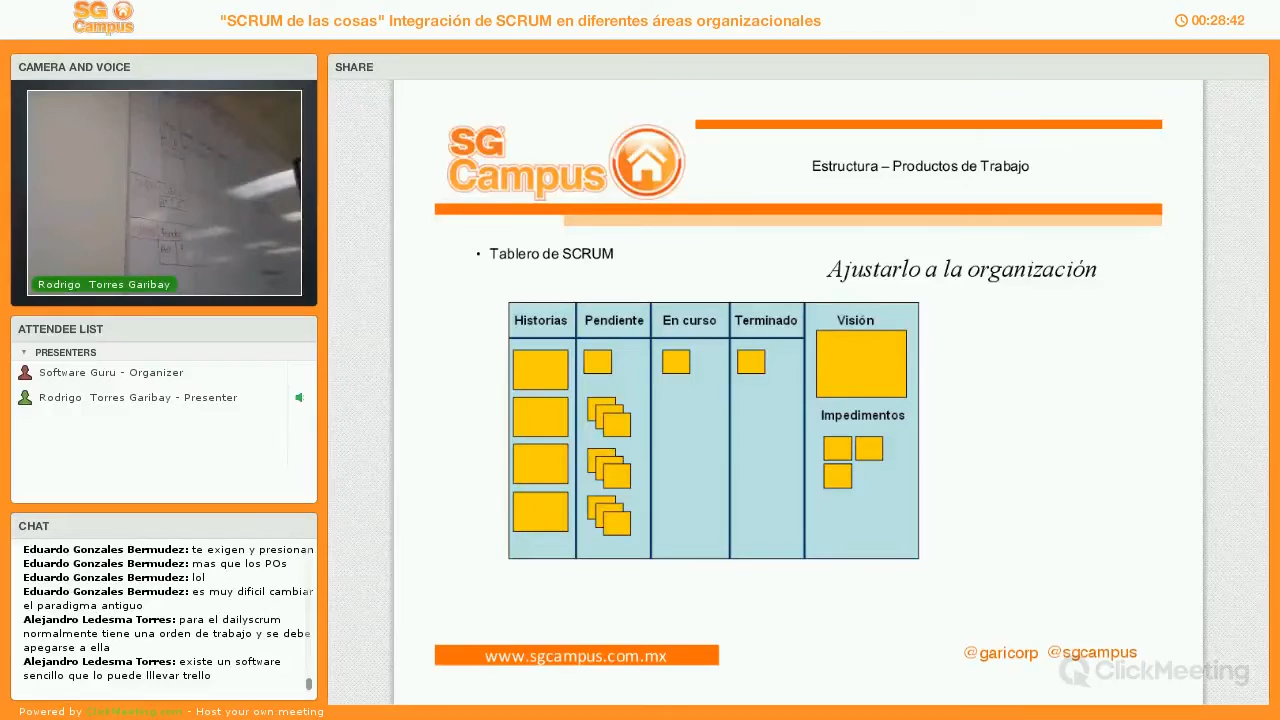 SG
Campus
"SCRUM de las cosas" Integración de SCRUM en diferentes áreas organizacionales
00:28:42
CAMERA AND VOICE
Rodrigo Torres Garibay
ATTENDEE LIST
PRESENTERS
Software Guru - Organizer
Rodrigo Torres Garibay - Presenter
CHAT
Eduardo Gonzales Bermudez: te exigen y presionan
Eduardo Gonzales Bermudez: mas que los POs
Eduardo Gonzales Bermudez: lol
Eduardo Gonzales Bermudez: es muy dificil cambiar
el paradigma antiguo
Alejandro Ledesma Torres: para el dailyscrum
normalmente tiene una orden de trabajo y se debe
apegarse a ella
Alejandro Ledesma Torres: existe un software
sencillo que lo puede lllevar trello
Powered by ClickMeeting.com - Host your own meeting
SHARE
SG
Campus
Estructura – Productos de Trabajo
• Tablero de SCRUM
Ajustarlo a la organización
Historias Pendiente En curso Terminado Visión
Impedimentos
www.sgcampus.com.mx
@garicorp @sgcampus
ClickMeeting